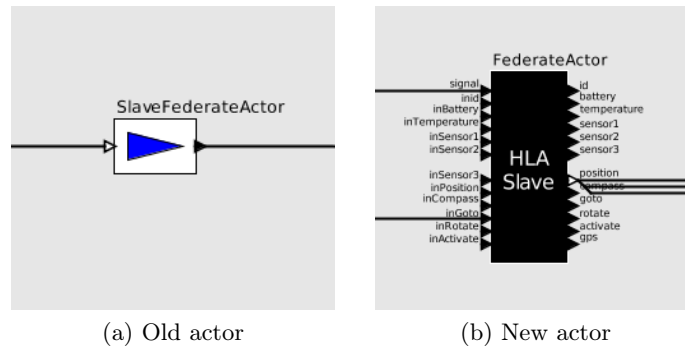 SlaveFederateActor
(a) Old actor
FederateActor
signal
inid
inBattery
inTemperature
inSensor1
inSensor2
inSensor3
inPosition
inCompass
inGoto
inRotate
inActivate
HLA
Slave
id
battery
temperature
sensor1
sensor2
sensor3
position
compass
goto
rotate
activate
gps
(b) New actor